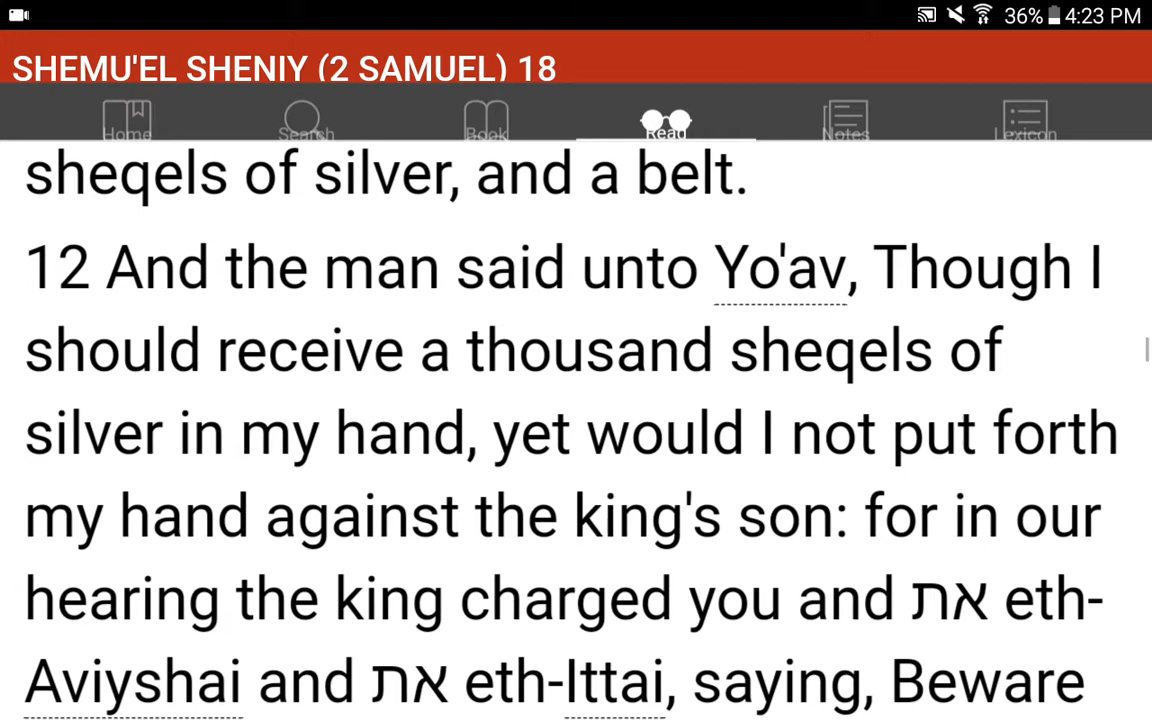 36% 4:23 PM
SHEMU'EL SHENIY (2 SAMUEL) 18
Home Search Book Read Notes Lexicon
sheqels of silver, and a belt.
12 And the man said unto Yo'av, Though I
should receive a thousand sheqels of
silver in my hand, yet would I not put forth
my hand against the king's son: for in our
hearing the king charged you and את eth-
Aviyshai and את eth-Ittai, saying, Beware